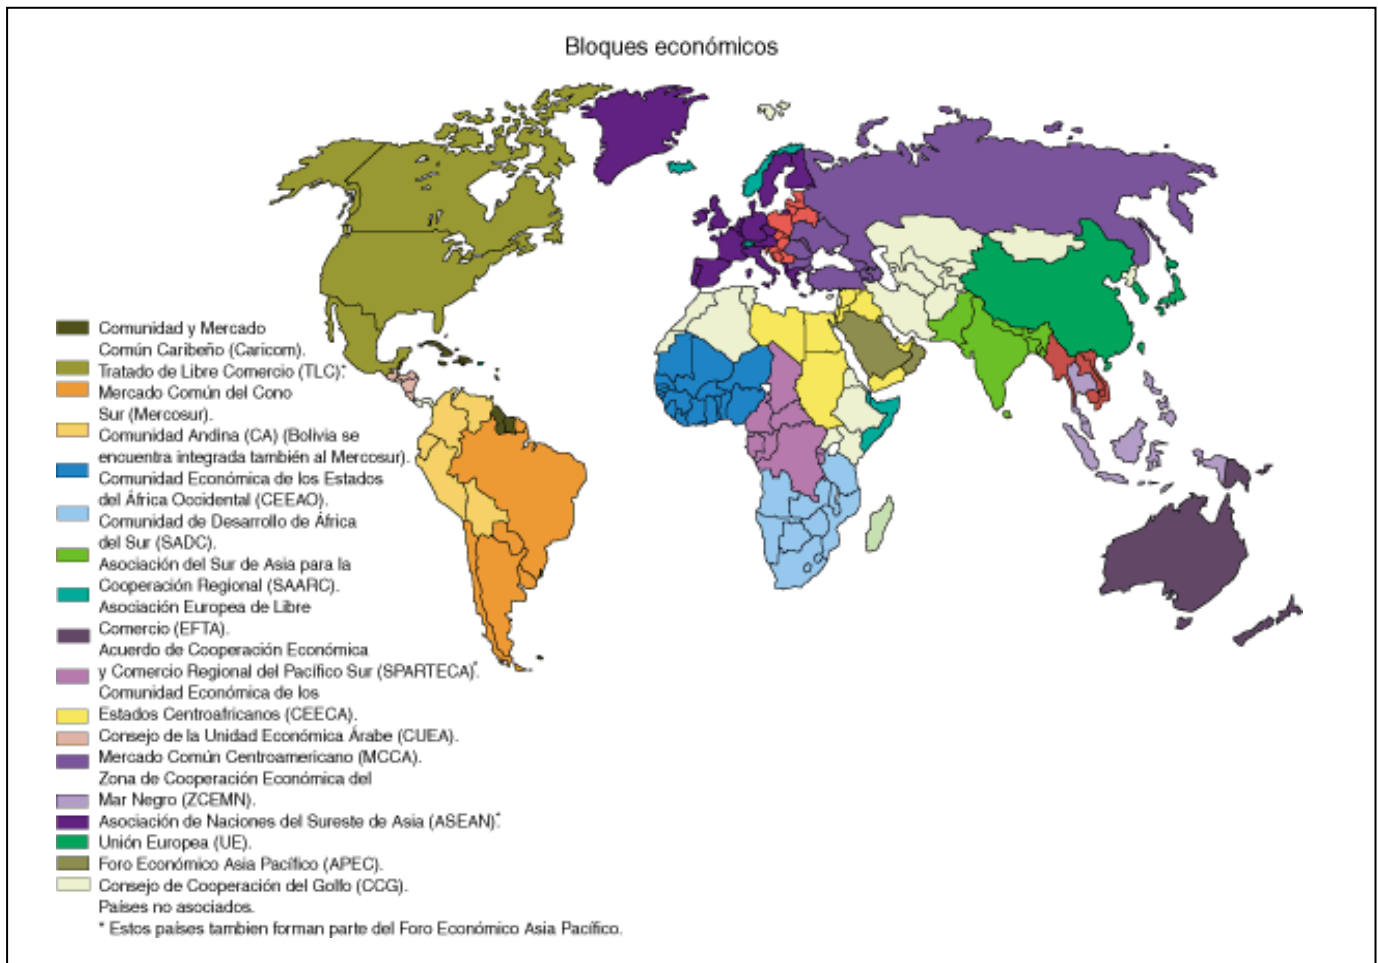 Bloques económicos
Comunidad y Mercado
Común Caribeño (Caricom).
Tratado de Libre Comercio (TLC)*.
Mercado Común del Cono
Sur (Mercosur).
Comunidad Andina (CA) (Bolivia se
encuentra integrada también al Mercosur).
Comunidad Económica de los Estados
del África Occidental (CEEAO).
Comunidad de Desarrollo de África
del Sur (SADC).
Asociación del Sur de Asia para la
Cooperación Regional (SAARC).
Asociación Europea de Libre
Comercio (EFTA).
Acuerdo de Cooperación Económica
y Comercio Regional del Pacífico Sur (SPARTECA)*.
Comunidad Económica de los
Estados Centroafricanos (CEECA).
Consejo de la Unidad Económica Árabe (CUEA).
Mercado Común Centroamericano (MCCA).
Zona de Cooperación Económica del
Mar Negro (ZCEMN).
Asociación de Naciones del Sureste de Asia (ASEAN)*.
Unión Europea (UE).
Foro Económico Asia Pacífico (APEC).
Consejo de Cooperación del Golfo (CCG).
Países no asociados.
* Estos países tambien forman parte del Foro Económico Asia Pacífico.